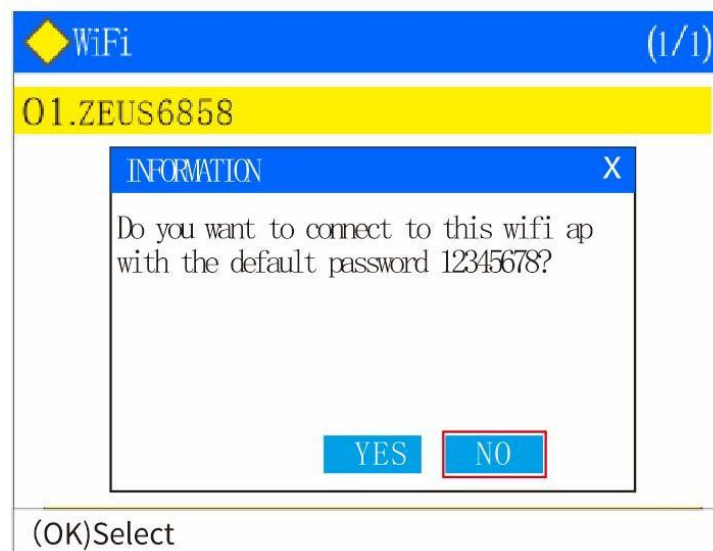 WiFi (1/1)
01.ZEUS6858
INFORMATION X
Do you want to connect to this wifi ap
with the default password 12345678?
YES NO
(OK)Select